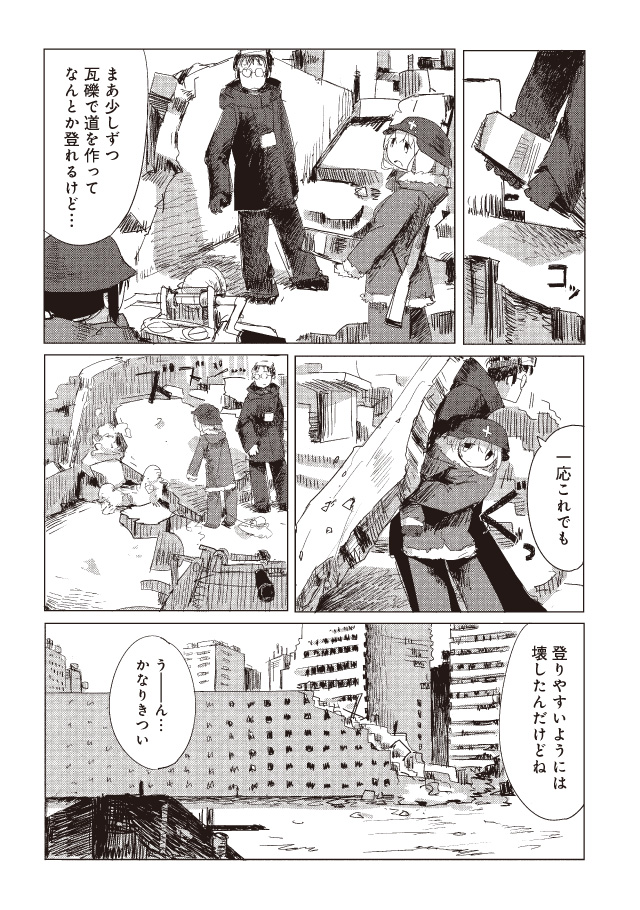 コッ
まあ少しずつ
瓦礫で道を作って
なんとか登れるけど…
一応これでも
登りやすいようには
壊したんだけどね
うーーん…
かなりきつい